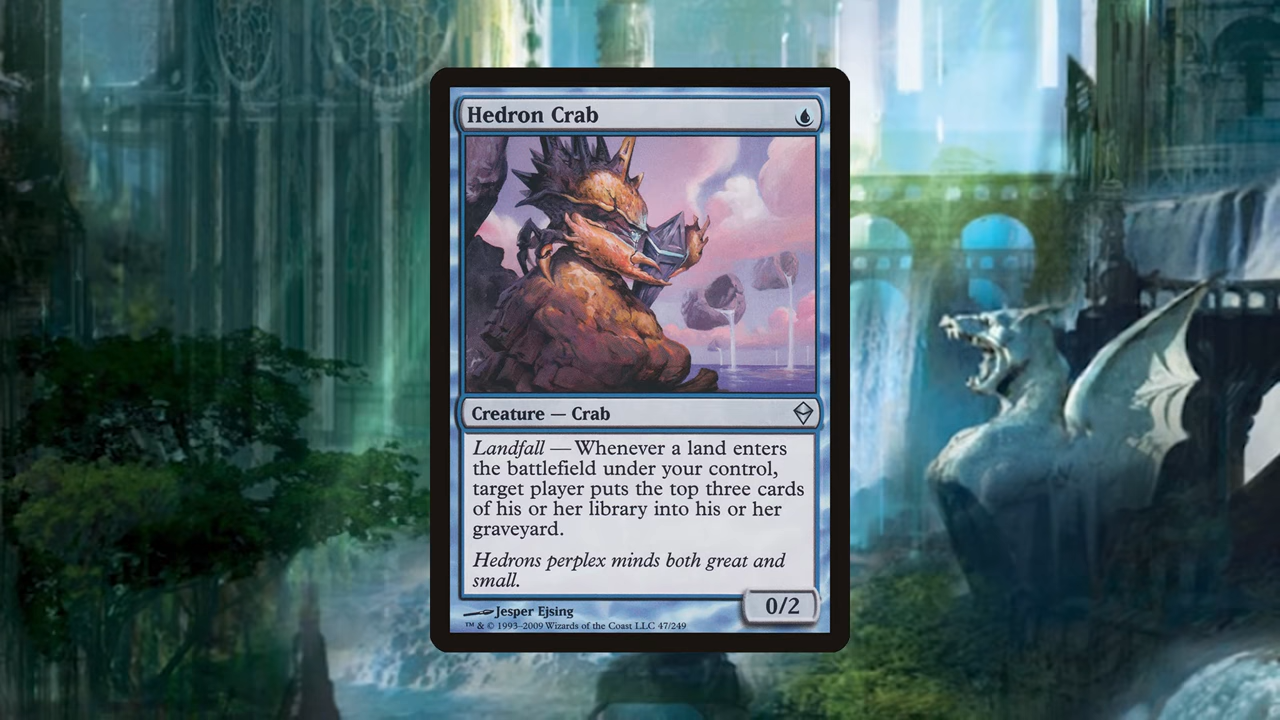 Hedron Crab
Creature — Crab
Landfall — Whenever a land enters
the battlefield under your control,
target player puts the top three cards
of his or her library into his or her
graveyard.
Hedrons perplex minds both great and
small.
0/2
Jesper Ejsing
™ & © 1993–2009 Wizards of the Coast LLC 47/249